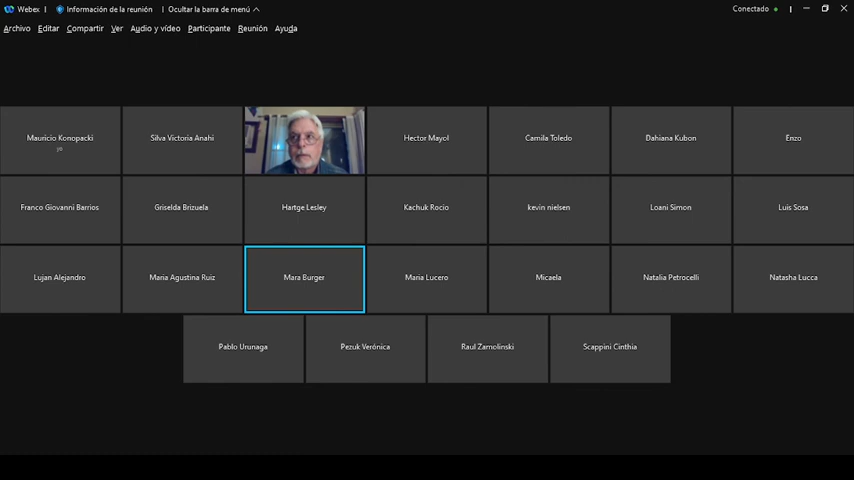 Webex
Información de la reunión
Ocultar la barra de menú
Conectado
Archivo Editar Compartir Ver Audio y vídeo Participante Reunión Ayuda
Mauricio Konopacki
yo
Silva Victoria Anahi
Hector Mayol
Camila Toledo
Dahiana Kubon
Enzo
Franco Giovanni Barrios
Griselda Brizuela
Hartge Lesley
Kachuk Rocio
kevin nielsen
Loani Simon
Luis Sosa
Lujan Alejandro
Maria Agustina Ruiz
Mara Burger
Maria Lucero
Micaela
Natalia Petrocelli
Natasha Lucca
Pablo Urunaga
Pezuk Verónica
Raul Zamolinski
Scappini Cinthia